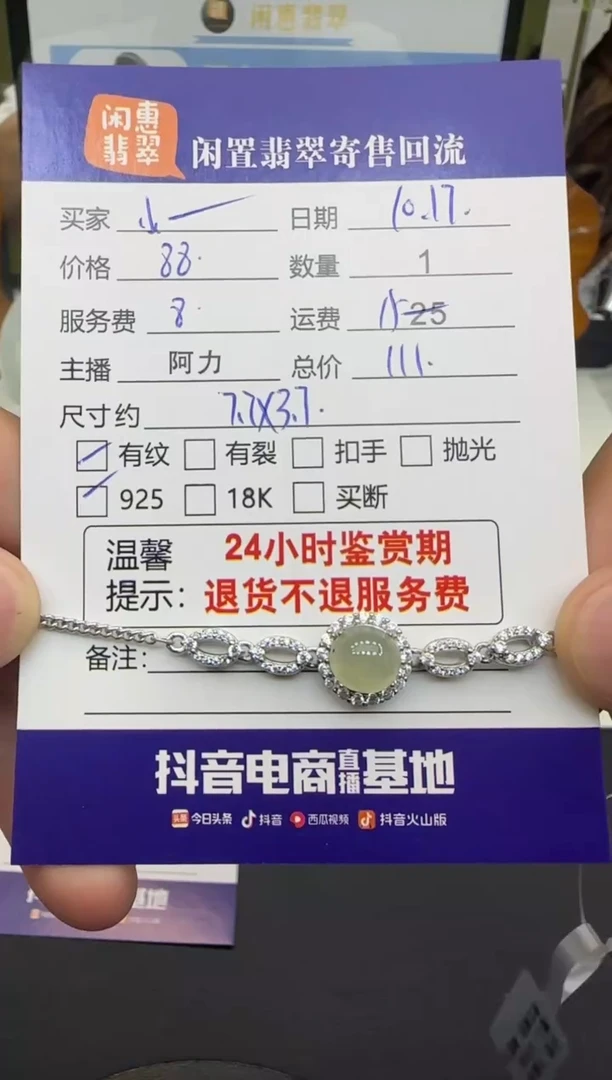 闲惠翡翠
闲惠
翡翠
闲置翡翠寄售回流
买家 小一 日期 10.17.
价格 88. 数量 1
服务费 8. 运费 15 25
主播 阿力 总价 111.
尺寸约 7.7X3.7.
有纹 有裂 扣手 抛光
925 18K 买断
温馨 24小时鉴赏期
提示：退货不退服务费
备注：
抖音电商直播基地
头条 今日头条 抖音 西瓜视频 抖音火山版